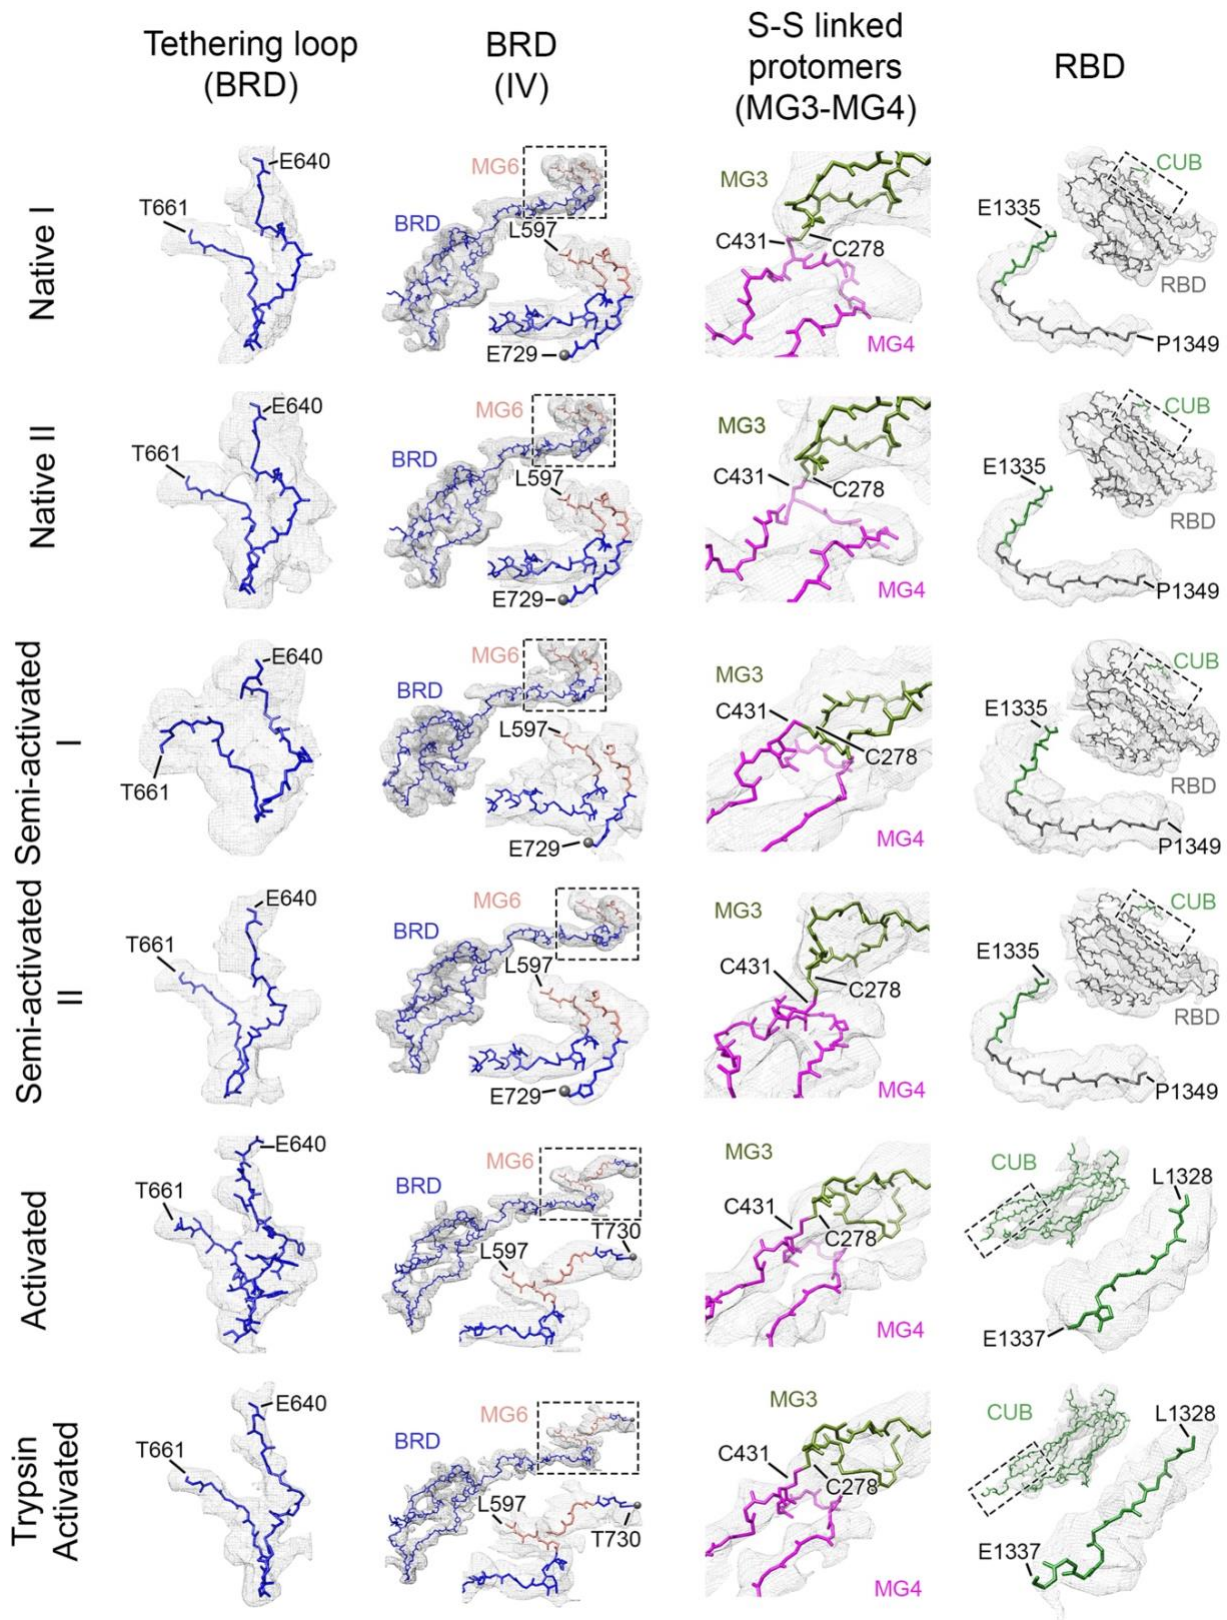 Tethering loop
(BRD)
BRD
(IV)
S-S linked
protomers
(MG3-MG4)
RBD
Native I
E640
T661
MG6
BRD
L597
E729
MG3
C431
C278
MG4
CUB
E1335
RBD
P1349
Native II
E640
T661
MG6
BRD
L597
E729
MG3
C431
C278
MG4
CUB
E1335
RBD
P1349
Semi-activated
I
E640
T661
MG6
BRD
L597
E729
MG3
C431
C278
MG4
CUB
E1335
RBD
P1349
Semi-activated
II
E640
T661
MG6
BRD
L597
E729
MG3
C431
C278
MG4
CUB
E1335
RBD
P1349
Activated
E640
T661
MG6
BRD
T730
L597
MG3
C431
C278
MG4
CUB
L1328
E1337
Trypsin
Activated
E640
T661
MG6
BRD
L597
T730
MG3
C431
C278
MG4
CUB
L1328
E1337